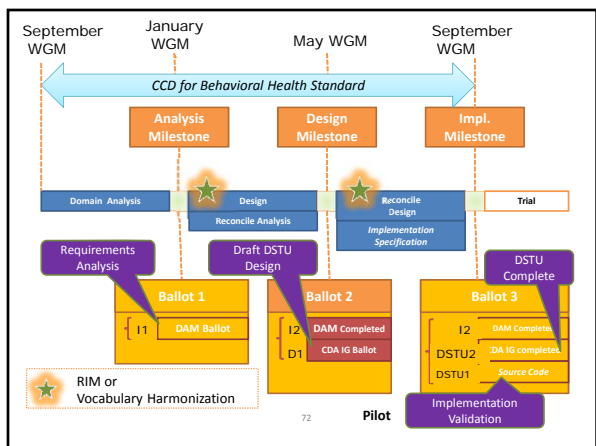 September
WGM
January
WGM
May WGM
September
WGM
CCD for Behavioral Health Standard
Analysis
Milestone
Design
Milestone
Impl.
Milestone
Domain Analysis
Design
Reconcile Analysis
Reconcile
Design
Implementation
Specification
Trial
Requirements
Analysis
Draft DSTU
Design
DSTU
Complete
Ballot 1
I1
DAM Ballot
Ballot 2
I2
DAM Completed
D1
CDA IG Ballot
Ballot 3
I2
DAM Completed
DSTU2
CDA IG completed
DSTU1
Source Code
Implementation
Validation
RIM or
Vocabulary Harmonization
72
Pilot